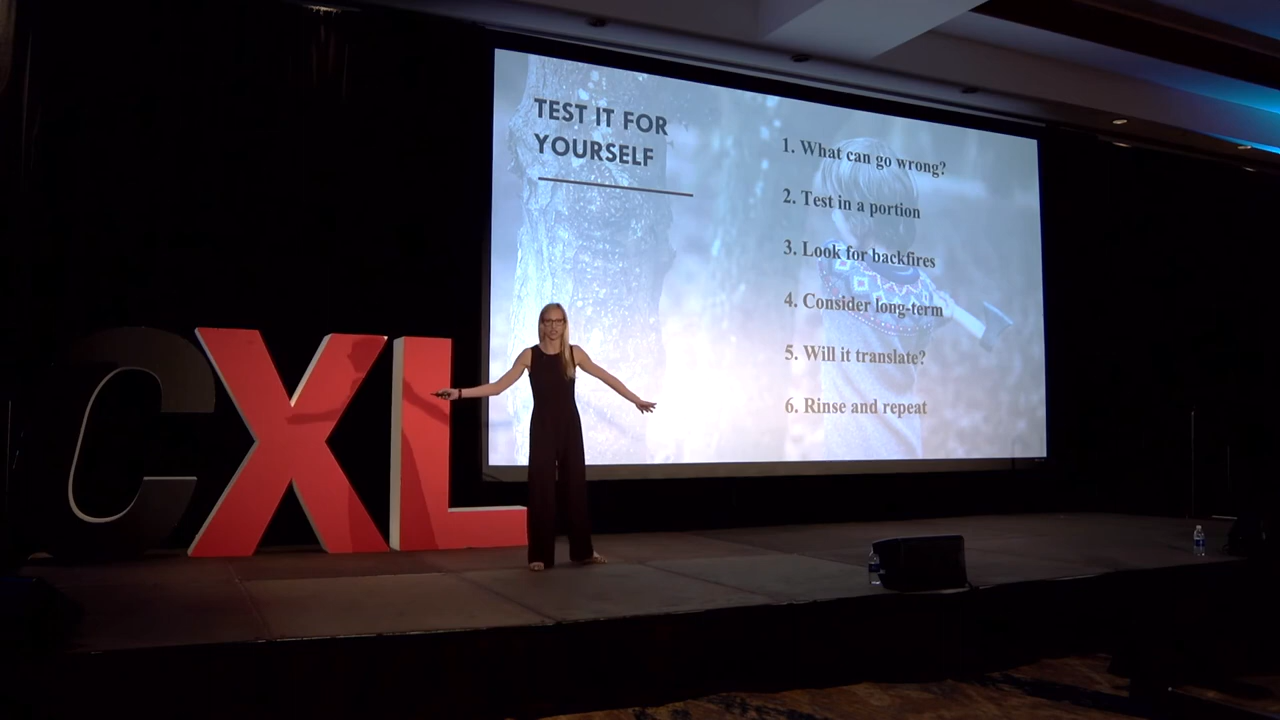 TEST IT FOR
YOURSELF
1. What can go wrong?
2. Test in a portion
3. Look for backfires
4. Consider long-term
5. Will it translate?
6. Rinse and repeat
CXL